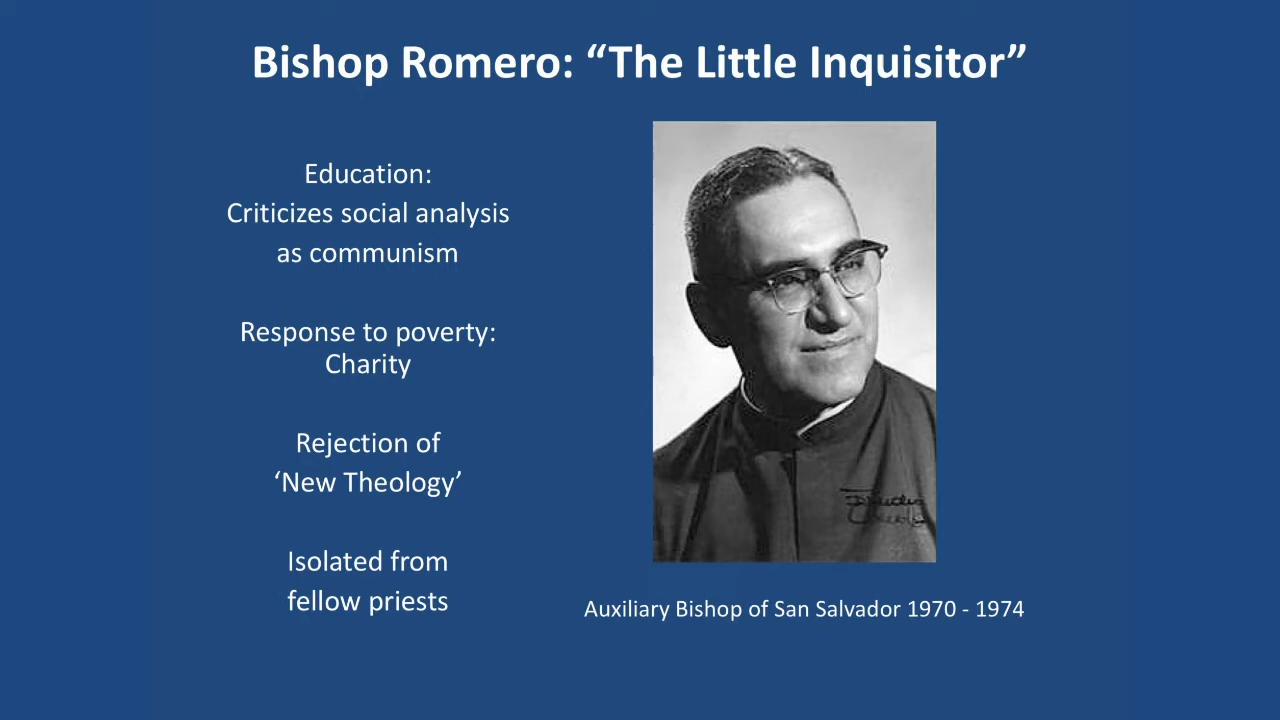 Bishop Romero: “The Little Inquisitor”
Education:
Criticizes social analysis
as communism
Response to poverty:
Charity
Rejection of
‘New Theology’
Isolated from
fellow priests
Auxiliary Bishop of San Salvador 1970 - 1974